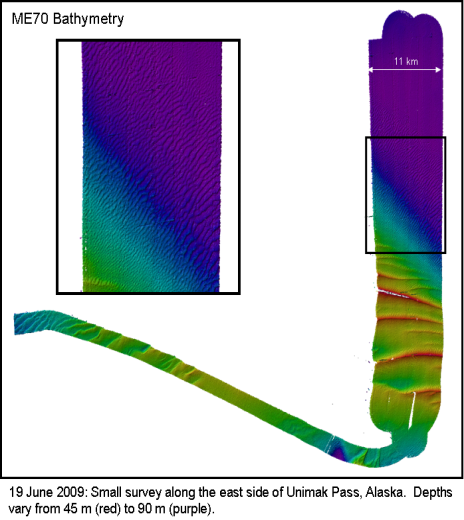 ME70 Bathymetry
11 km
19 June 2009: Small survey along the east side of Unimak Pass, Alaska. Depths
vary from 45 m (red) to 90 m (purple).